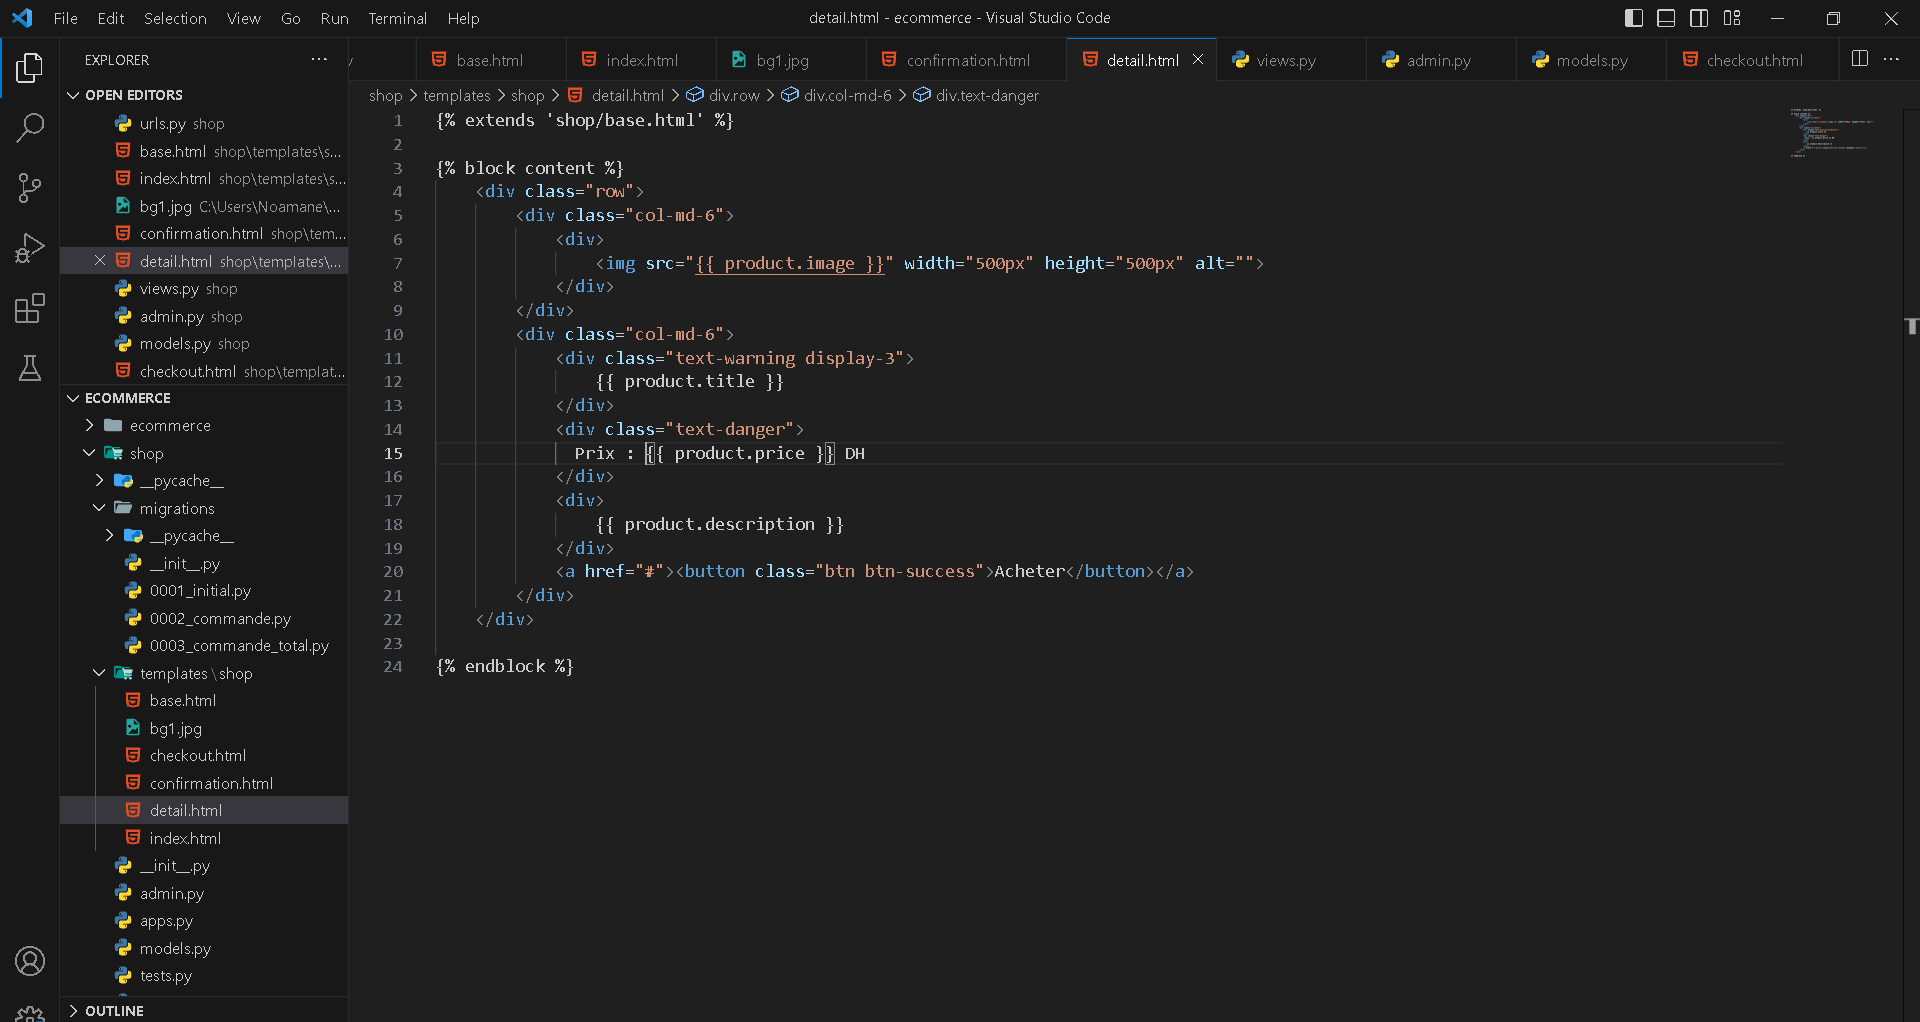 File Edit Selection View Go Run Terminal Help
detail.html - ecommerce - Visual Studio Code
EXPLORER
OPEN EDITORS
urls.py shop
base.html shop\templates\s...
index.html shop\templates\s...
bg1.jpg C:\Users\Noamane\...
confirmation.html shop\tem...
detail.html shop\templates\...
views.py shop
admin.py shop
models.py shop
checkout.html shop\templat...
ECOMMERCE
ecommerce
shop
__pycache__
migrations
__pycache__
__init__.py
0001_initial.py
0002_commande.py
0003_commande_total.py
templates\shop
base.html
bg1.jpg
checkout.html
confirmation.html
detail.html
index.html
__init__.py
admin.py
apps.py
models.py
tests.py
OUTLINE
base.html index.html bg1.jpg confirmation.html detail.html views.py admin.py models.py checkout.html
shop > templates > shop > detail.html > div.row > div.col-md-6 > div.text-danger
1 {% extends 'shop/base.html' %}
2
3 {% block content %}
4 <div class="row">
5 <div class="col-md-6">
6 <div>
7 <img src="{{ product.image }}" width="500px" height="500px" alt="">
8 </div>
9 </div>
10 <div class="col-md-6">
11 <div class="text-warning display-3">
12 {{ product.title }}
13 </div>
14 <div class="text-danger">
15 Prix : {{ product.price }} DH
16 </div>
17 <div>
18 {{ product.description }}
19 </div>
20 <a href="#"><button class="btn btn-success">Acheter</button></a>
21 </div>
22 </div>
23
24 {% endblock %}